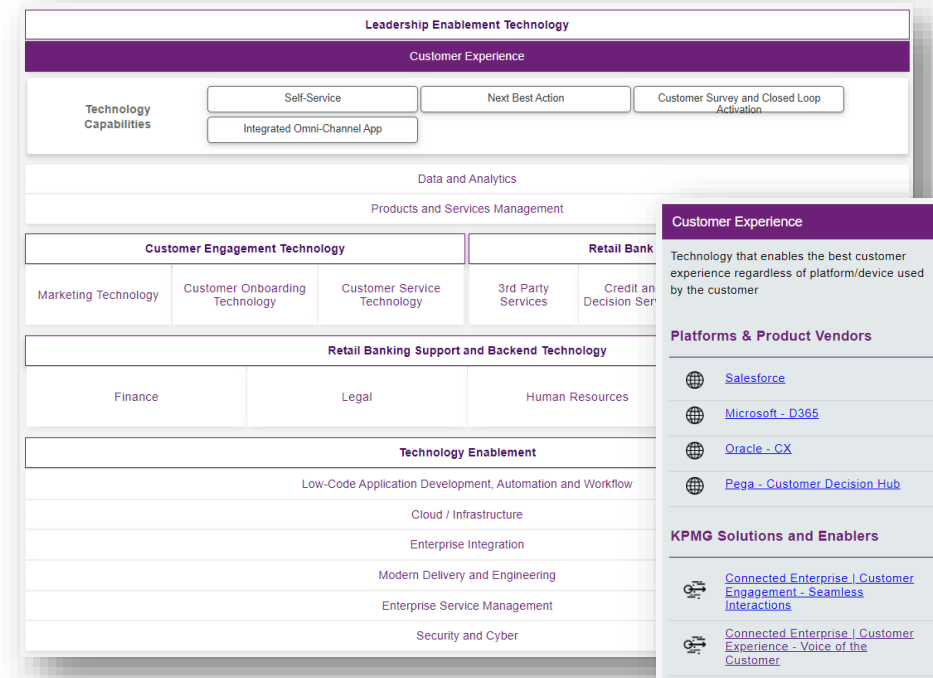 Leadership Enablement Technology
Customer Experience
Technology
Capabilities
Self-Service
Next Best Action
Customer Survey and Closed Loop
Activation
Integrated Omni-Channel App
Data and Analytics
Products and Services Management
Customer Engagement Technology
Retail Bank
Marketing Technology
Customer Onboarding
Technology
Customer Service
Technology
3rd Party
Services
Credit an
Decision Ser
Retail Banking Support and Backend Technology
Finance
Legal
Human Resources
Technology Enablement
Low-Code Application Development, Automation and Workflow
Cloud / Infrastructure
Enterprise Integration
Modern Delivery and Engineering
Enterprise Service Management
Security and Cyber
Customer Experience
Technology that enables the best customer
experience regardless of platform/device used
by the customer
Platforms & Product Vendors
Salesforce
Microsoft - D365
Oracle - CX
Pega - Customer Decision Hub
KPMG Solutions and Enablers
Connected Enterprise | Customer
Engagement - Seamless
Interactions
Connected Enterprise | Customer
Experience - Voice of the
Customer